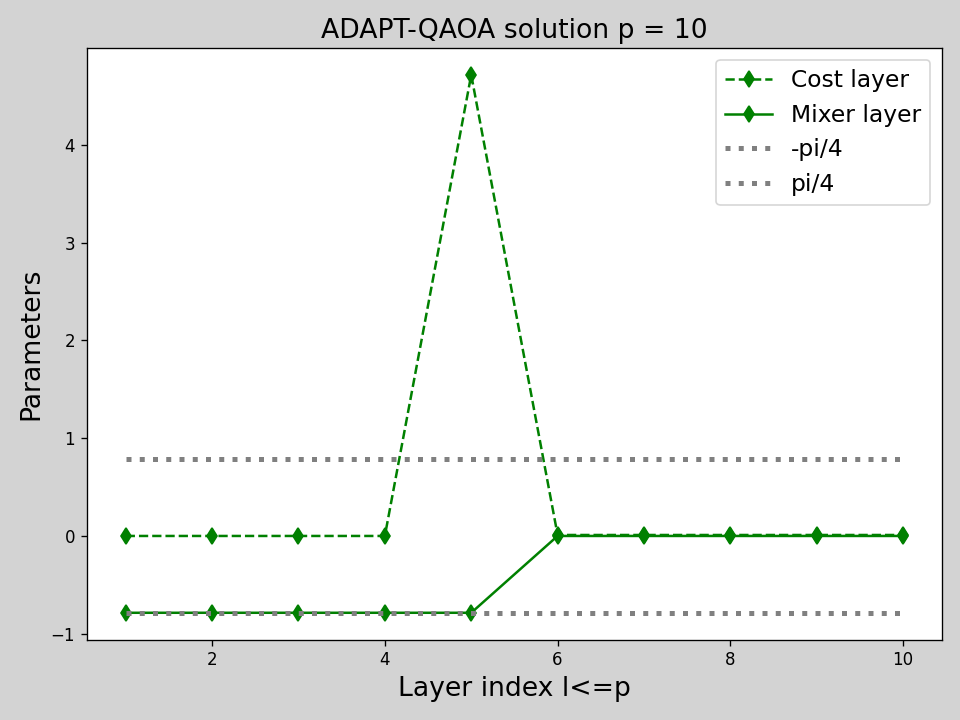 ADAPT-QAOA solution p = 10
Cost layer
Mixer layer
-pi/4
pi/4
Parameters
4
3
2
1
0
−1
2
4
6
8
10
Layer index l<=p